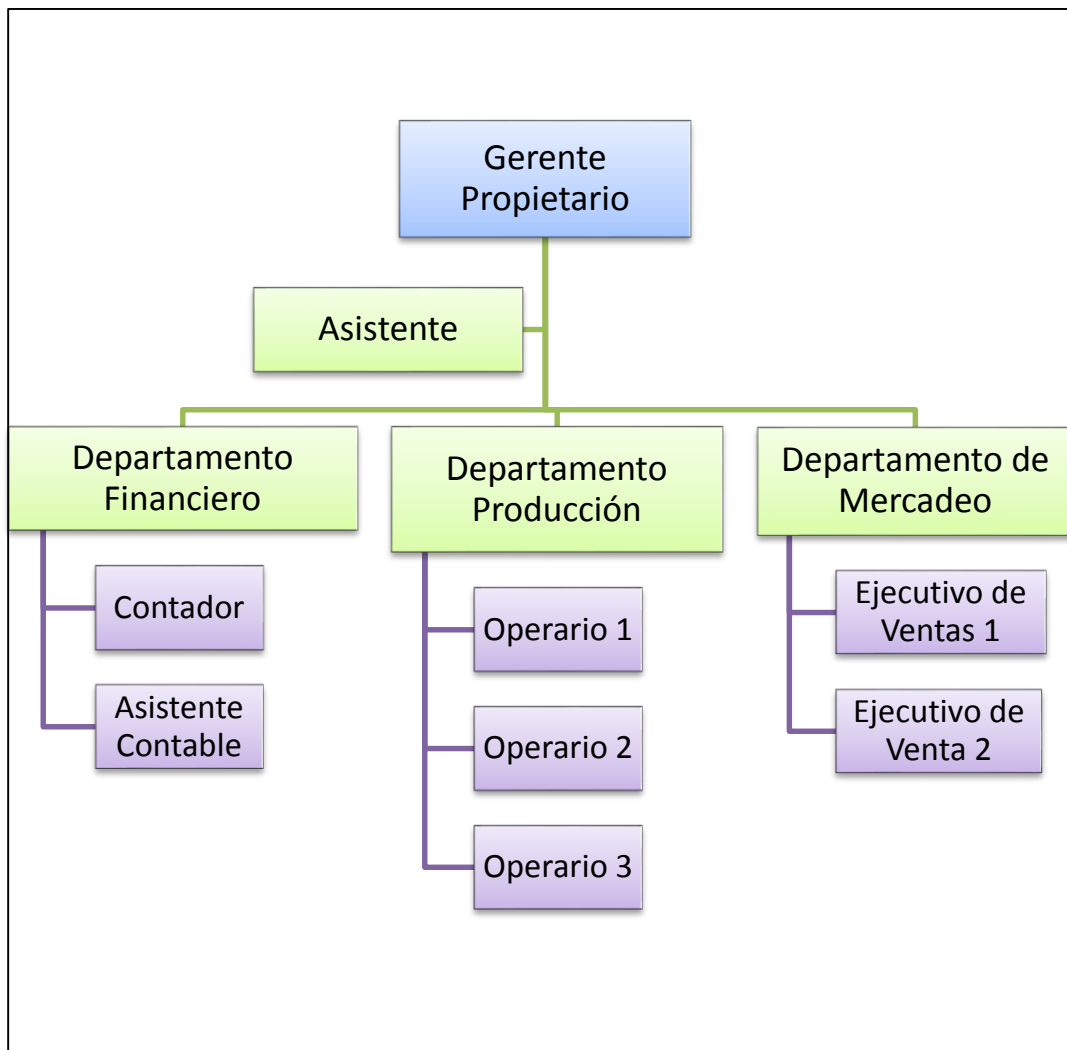 Gerente
Propietario
Asistente
Departamento
Financiero
Contador
Asistente
Contable
Departamento
Producción
Operario 1
Operario 2
Operario 3
Departamento de
Mercadeo
Ejecutivo de
Ventas 1
Ejecutivo de
Venta 2